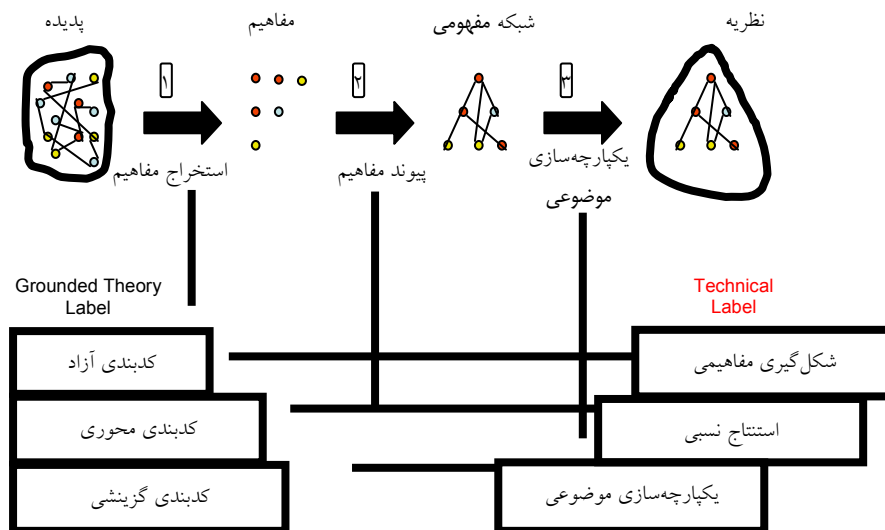 پدیده
مفاهیم
شبکه مفهومی
نظریه
۱
۲
۳
استخراج مفاهیم
پیوند مفاهیم
یکپارچه‌سازی
موضوعی
Grounded Theory
Label
Technical
Label
کدبندی آزاد
شکل‌گیری مفاهیمی
کدبندی محوری
استنتاج نسبی
کدبندی گزینشی
یکپارچه‌سازی موضوعی